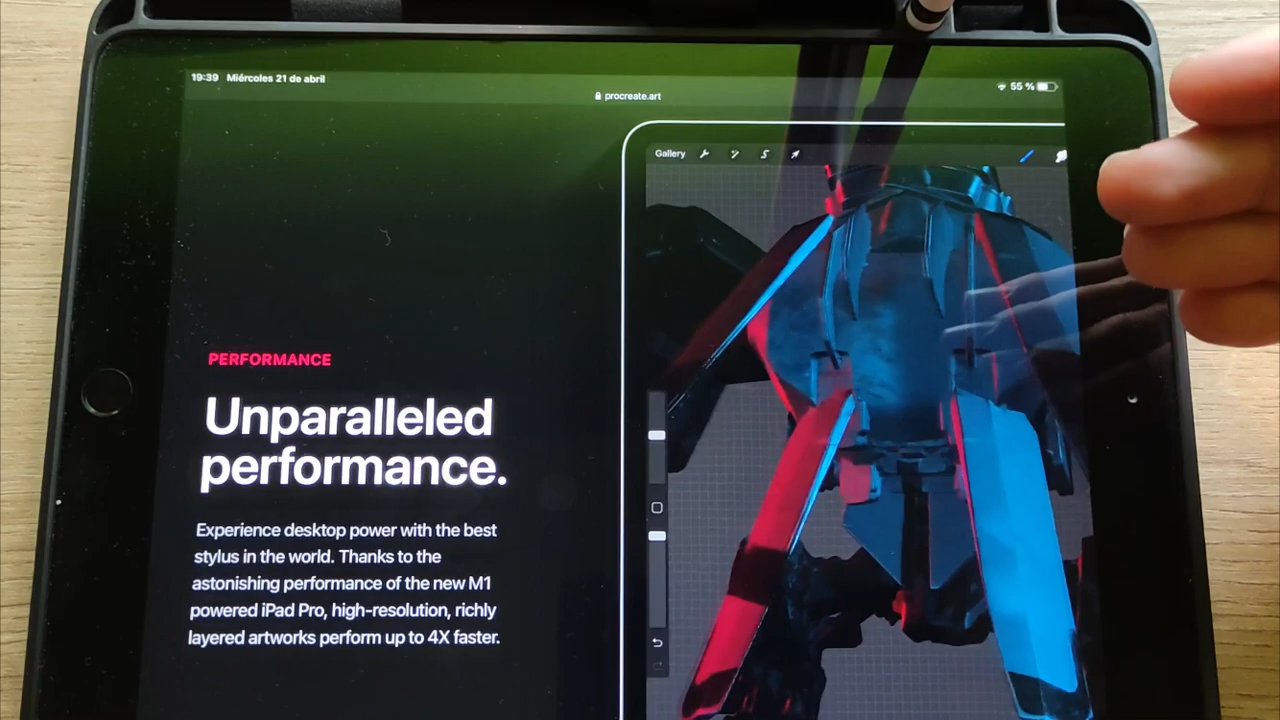 19:39 Miércoles 21 de abril
procreate.art
55 %
Gallery
PERFORMANCE
Unparalleled
performance.
Experience desktop power with the best
stylus in the world. Thanks to the
astonishing performance of the new M1
powered iPad Pro, high-resolution, richly
layered artworks perform up to 4X faster.